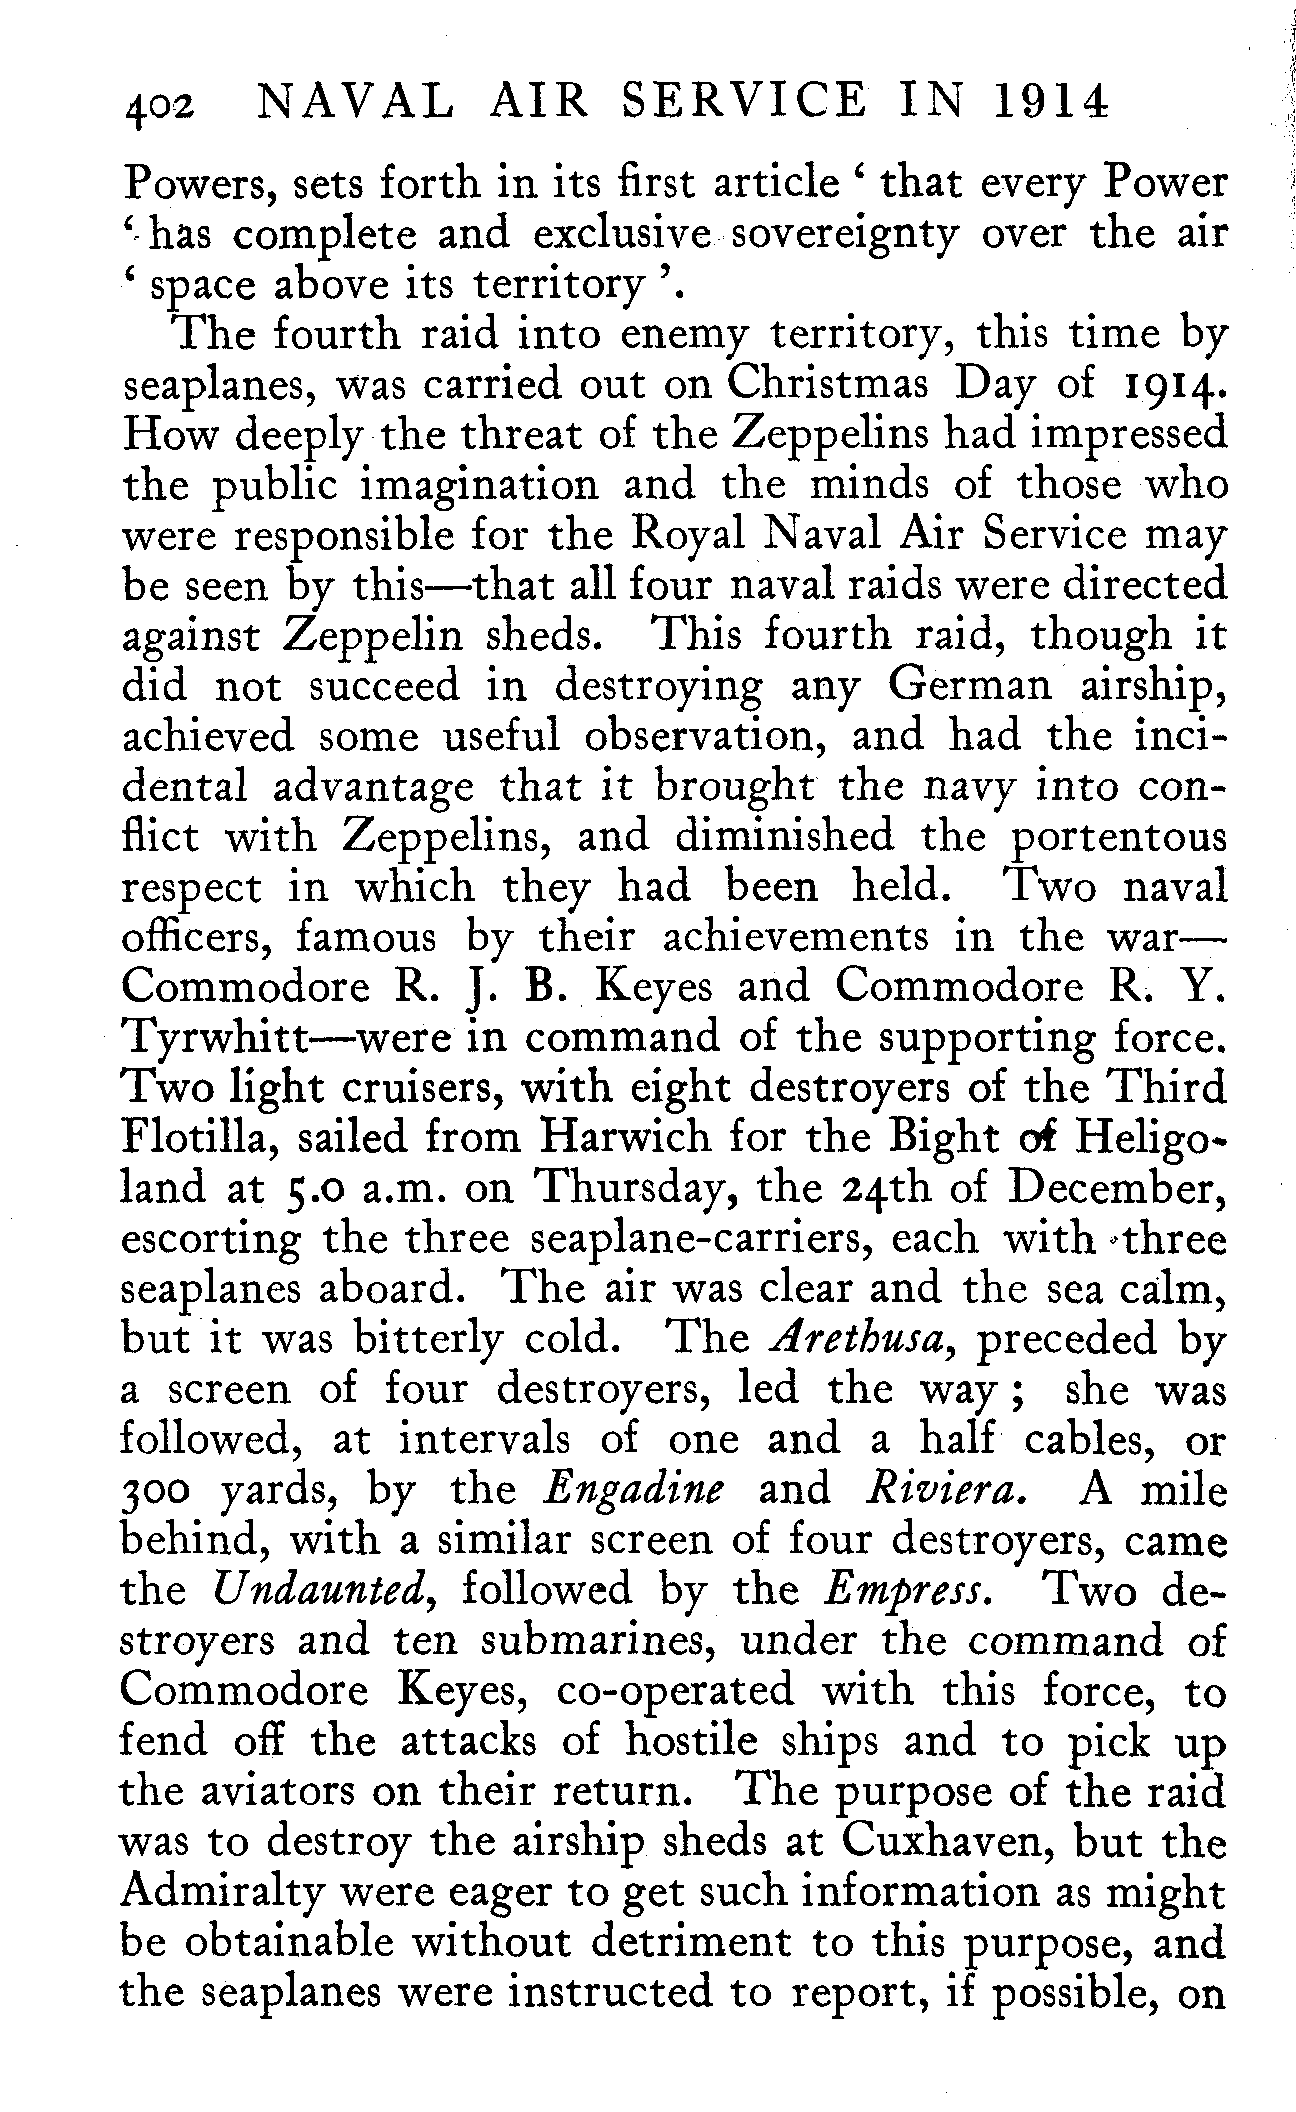 402 NAVAL AIR SERVICE IN 1914
Powers, sets forth in its first article ‘ that every Power
‘ has complete and exclusive sovereignty over the air
‘ space above its territory ’.
The fourth raid into enemy territory, this time by
seaplanes, was carried out on Christmas Day of 1914.
How deeply the threat of the Zeppelins had impressed
the public imagination and the minds of those who
were responsible for the Royal Naval Air Service may
be seen by this—that all four naval raids were directed
against Zeppelin sheds. This fourth raid, though it
did not succeed in destroying any German airship,
achieved some useful observation, and had the inci-
dental advantage that it brought the navy into con-
flict with Zeppelins, and diminished the portentous
respect in which they had been held. Two naval
officers, famous by their achievements in the war—
Commodore R. J. B. Keyes and Commodore R. Y.
Tyrwhitt—were in command of the supporting force.
Two light cruisers, with eight destroyers of the Third
Flotilla, sailed from Harwich for the Bight of Heligo-
land at 5.0 a.m. on Thursday, the 24th of December,
escorting the three seaplane-carriers, each with three
seaplanes aboard. The air was clear and the sea calm,
but it was bitterly cold. The Arethusa, preceded by
a screen of four destroyers, led the way ; she was
followed, at intervals of one and a half cables, or
300 yards, by the Engadine and Riviera. A mile
behind, with a similar screen of four destroyers, came
the Undaunted, followed by the Empress. Two de-
stroyers and ten submarines, under the command of
Commodore Keyes, co-operated with this force, to
fend off the attacks of hostile ships and to pick up
the aviators on their return. The purpose of the raid
was to destroy the airship sheds at Cuxhaven, but the
Admiralty were eager to get such information as might
be obtainable without detriment to this purpose, and
the seaplanes were instructed to report, if possible, on